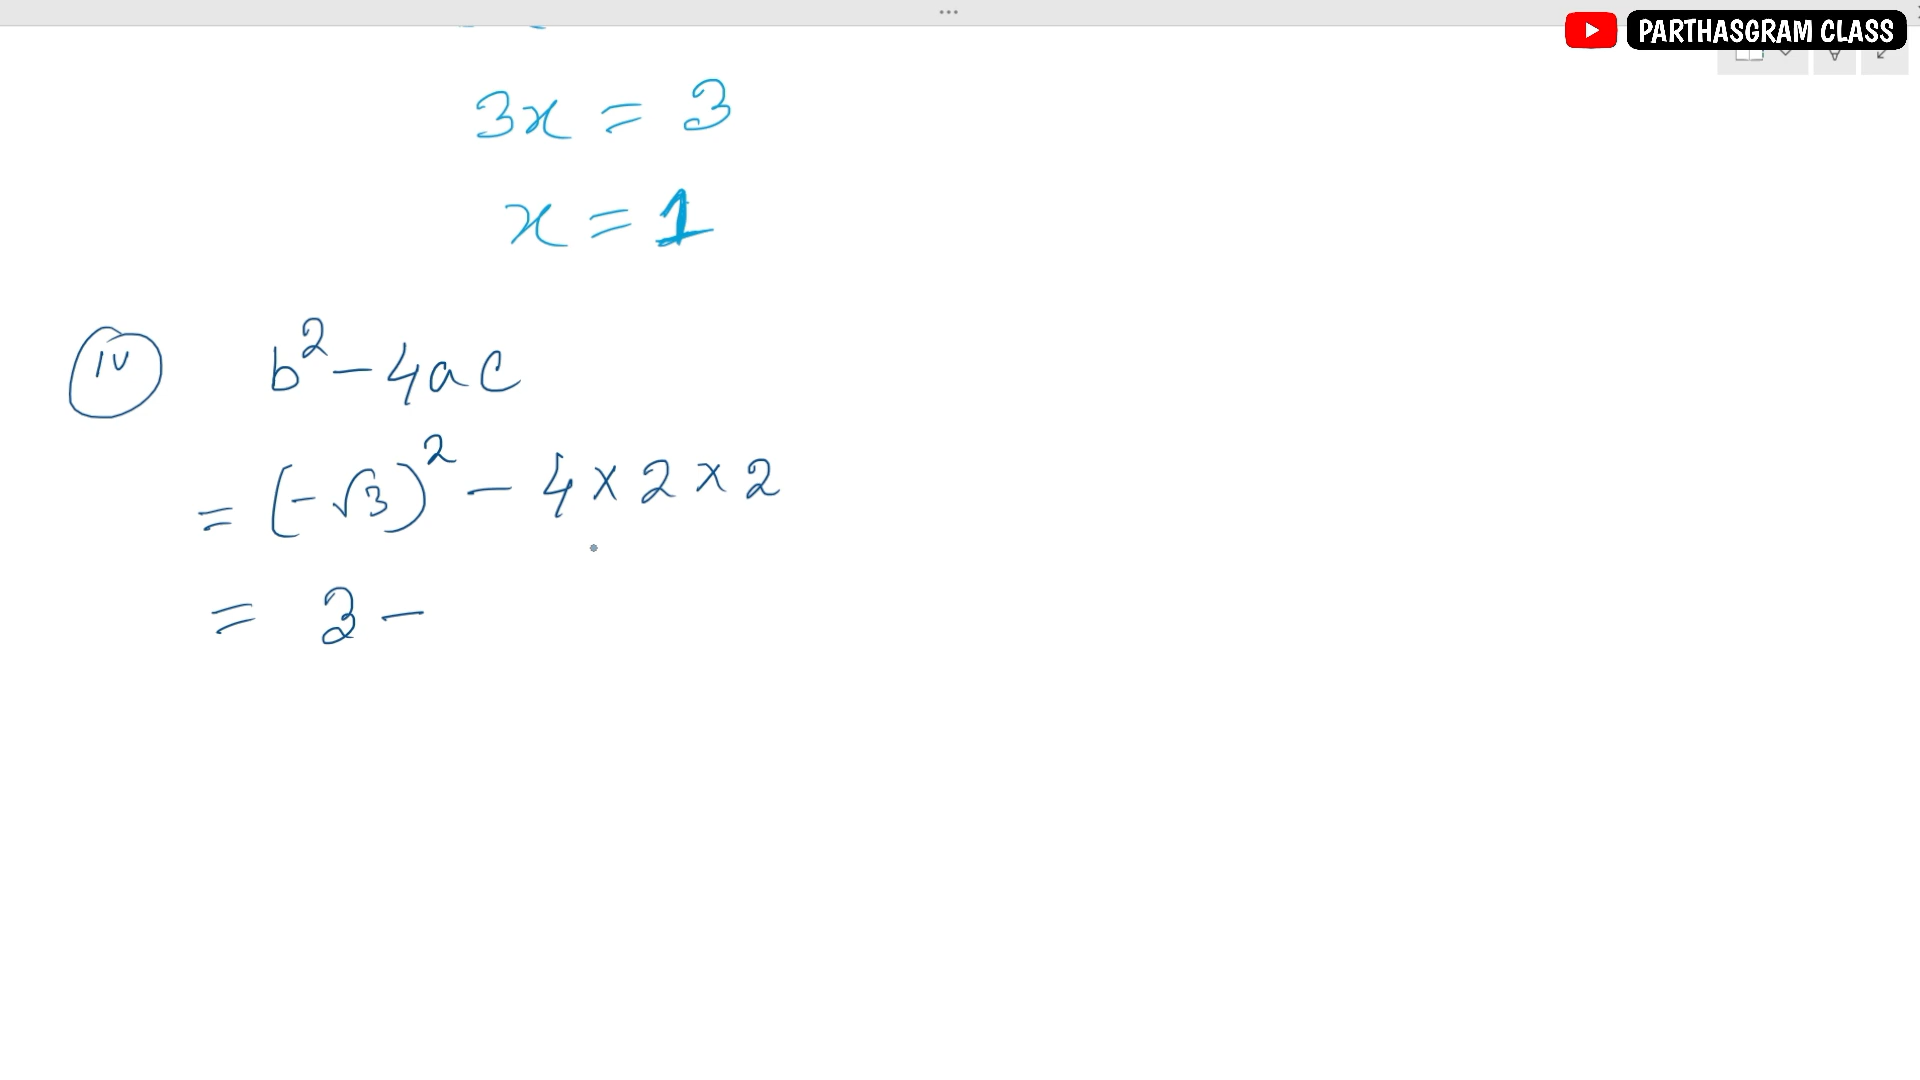 PARTHASGRAM CLASS
3x = 3
x = 1
IV b² - 4ac
= (-√3)² - 4 × 2 × 2
= 3 -